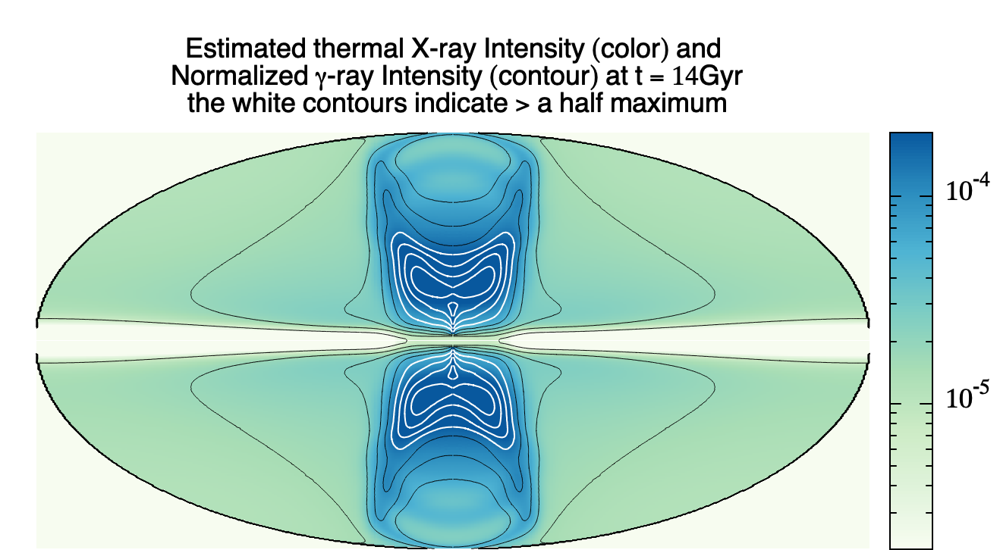 Estimated thermal X-ray Intensity (color) and
Normalized γ-ray Intensity (contour) at t = 14Gyr
the white contours indicate > a half maximum
10⁻⁴
10⁻⁵